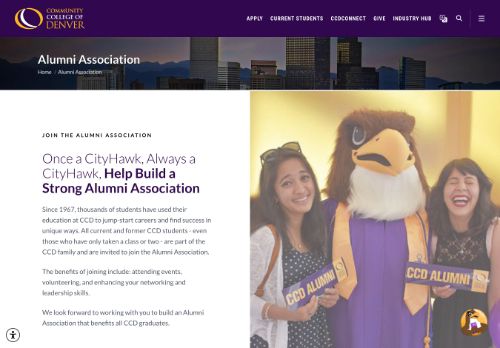 COMMUNITY
COLLEGE OF
DENVER
APPLY CURRENT STUDENTS CCDCONNECT GIVE INDUSTRY HUB
Alumni Association
Home / Alumni Association
JOIN THE ALUMNI ASSOCIATION
Once a CityHawk, Always a
CityHawk, Help Build a
Strong Alumni Association
Since 1967, thousands of students have used their
education at CCD to jump-start careers and find success in
unique ways. All current and former CCD students - even
those who have only taken a class or two - are part of the
CCD family and are invited to join the Alumni Association.
The benefits of joining include: attending events,
volunteering, and enhancing your networking and
leadership skills.
We look forward to working with you to build an Alumni
Association that benefits all CCD graduates.
CCD ALUMNI
CCD ALUMNI